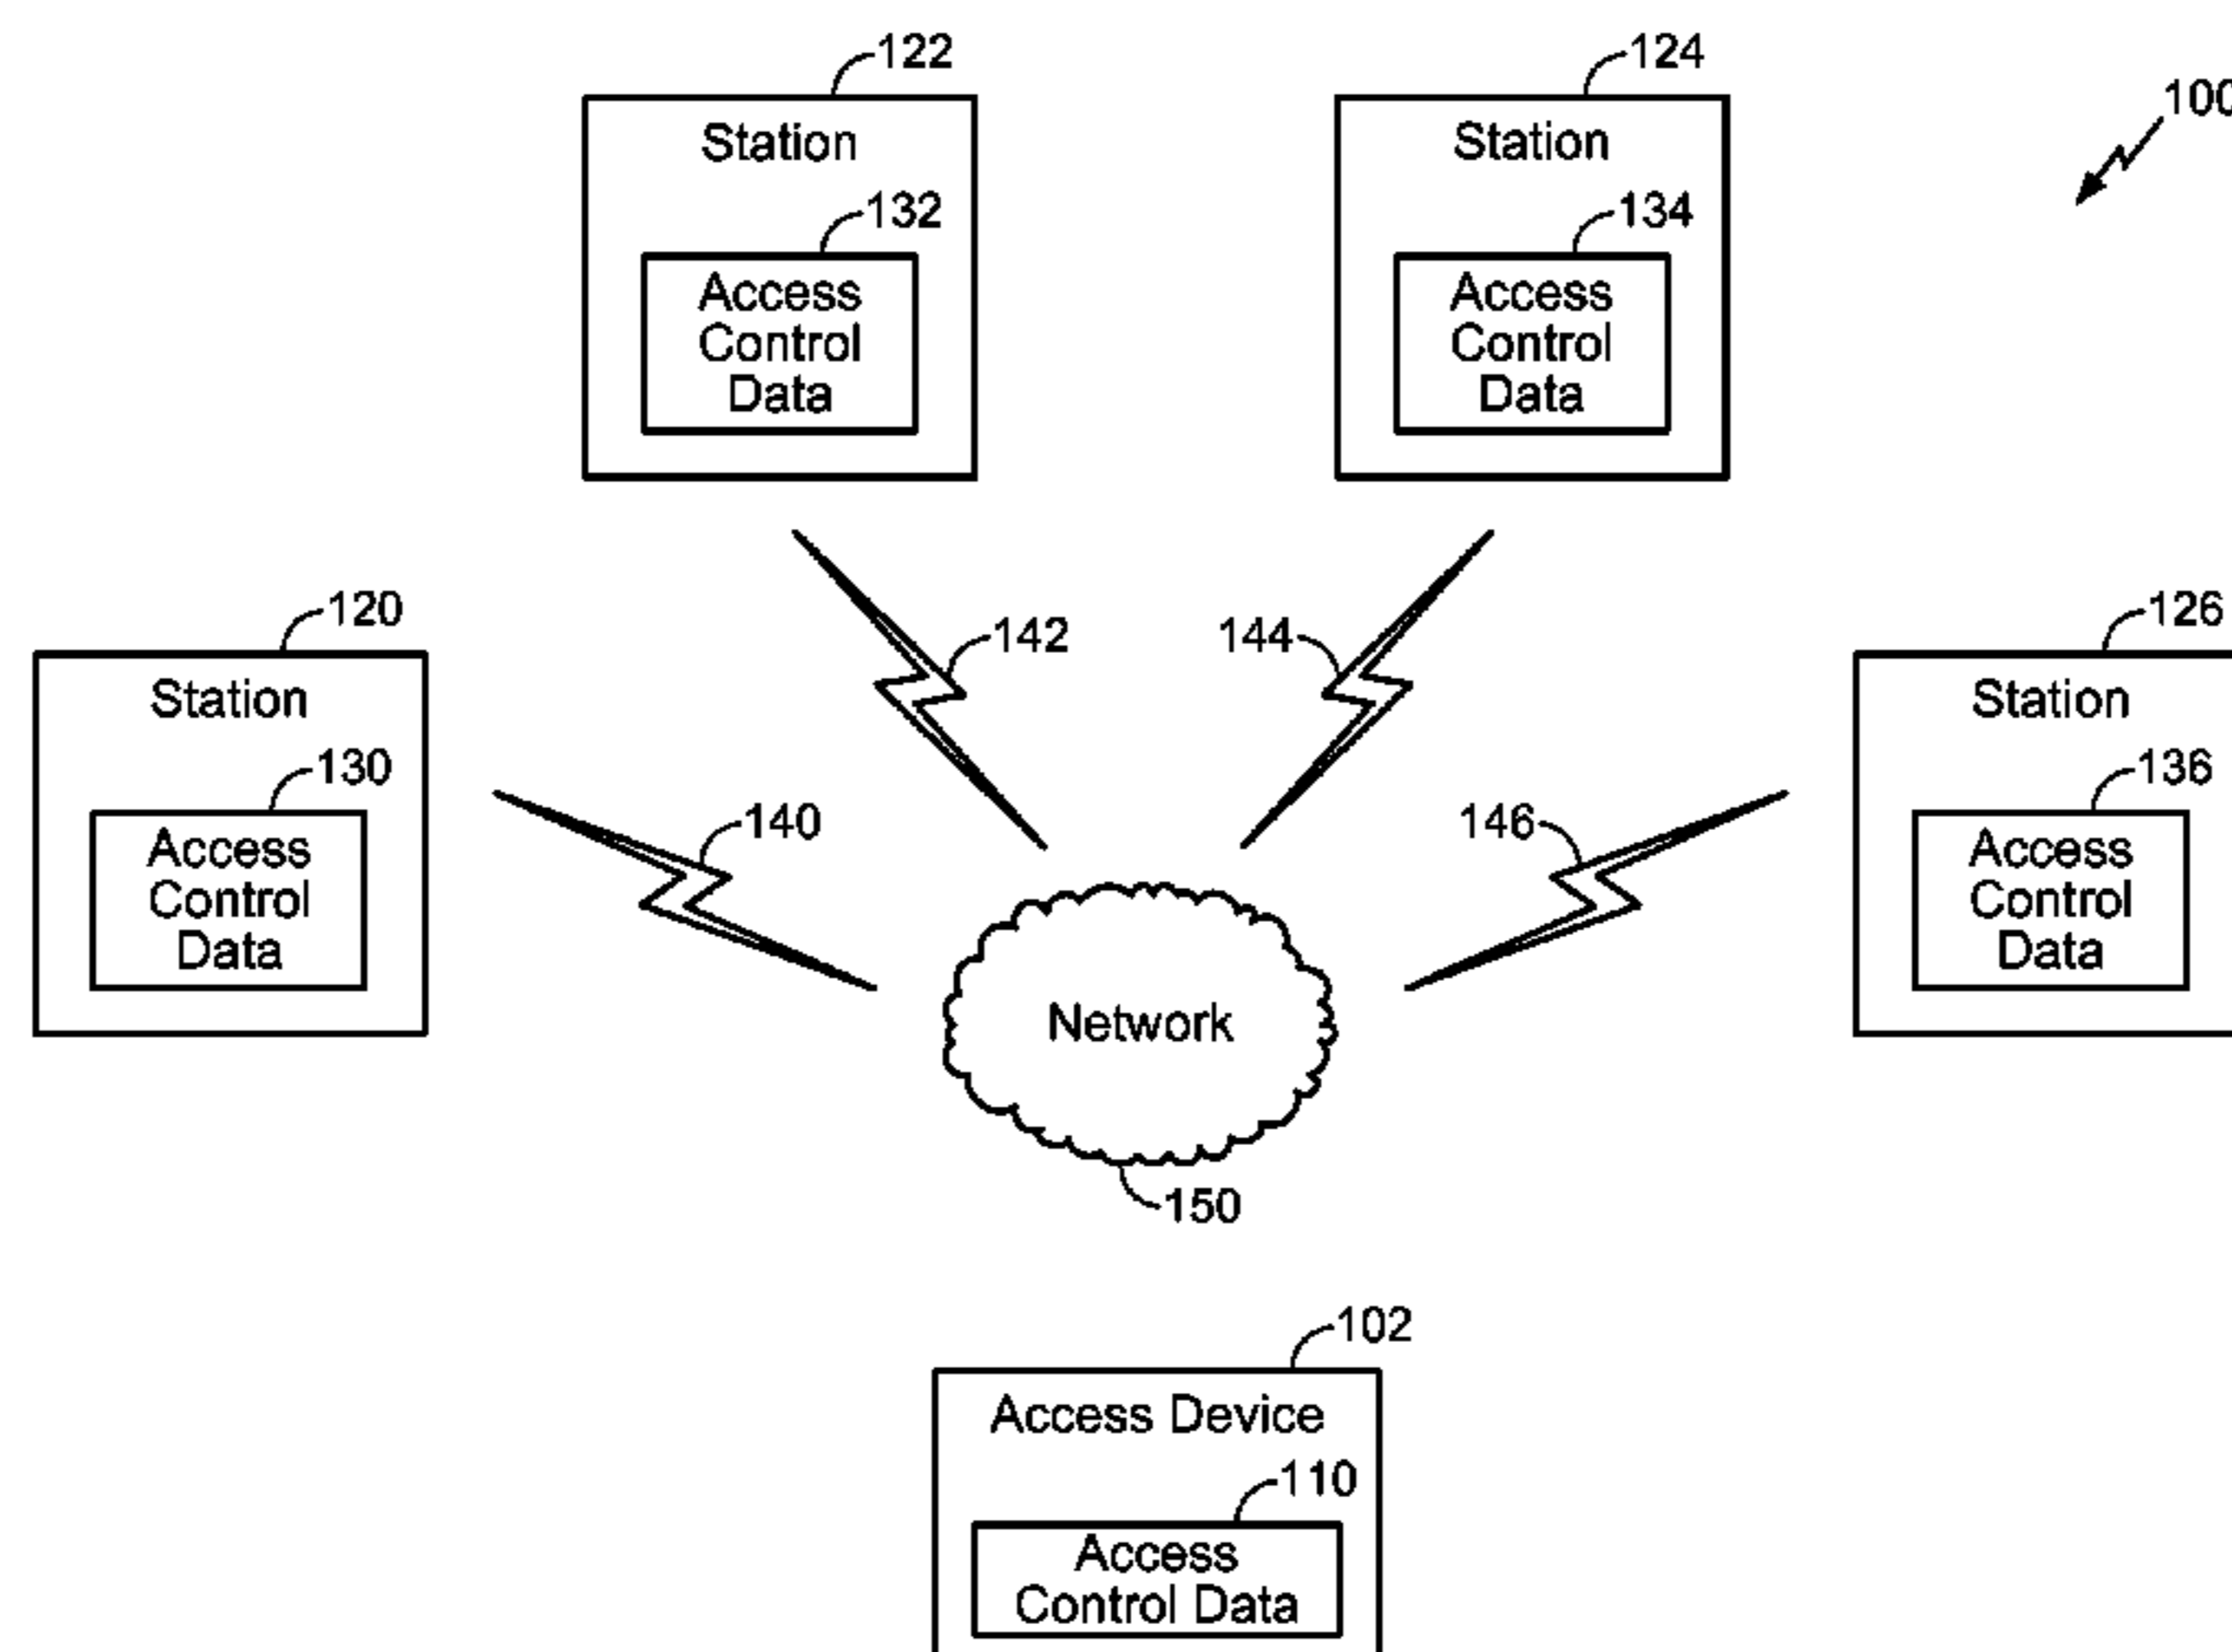 122
124
100
Station
Station
132
134
Access
Control
Data
Access
Control
Data
120
142
144
126
Station
Station
130
140
146
136
Access
Control
Data
Access
Control
Data
Network
150
102
Access Device
110
Access
Control Data